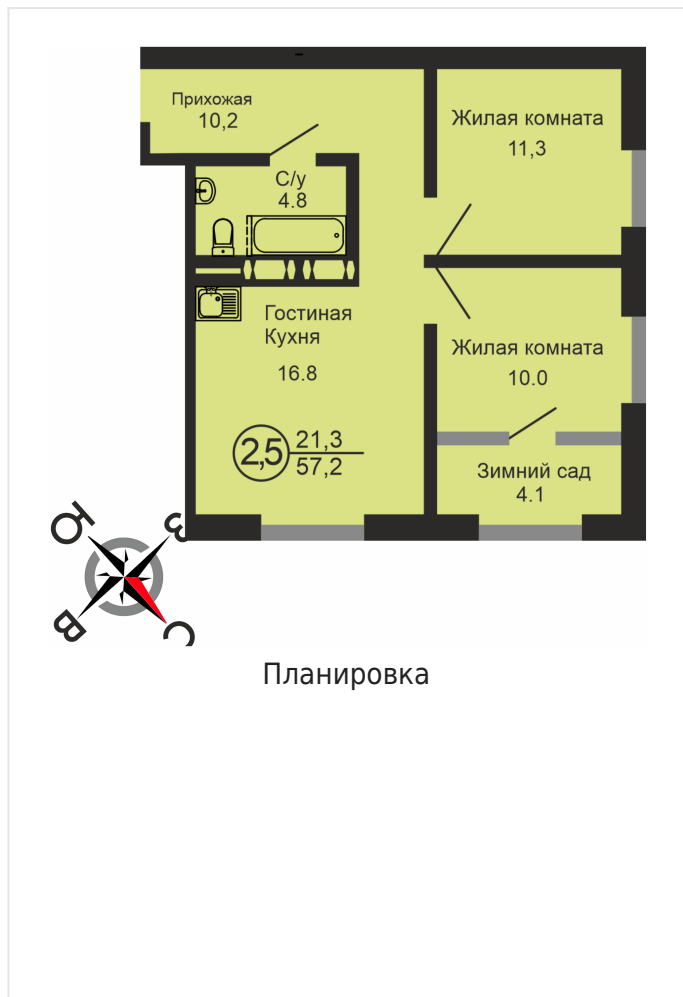 Прихожая
10,2
Жилая комната
11,3
С/у
4.8
Гостиная
Кухня
16.8
Жилая комната
10.0
2,5
21,3
57,2
Зимний сад
4.1
Ю
З
В
С
Планировка